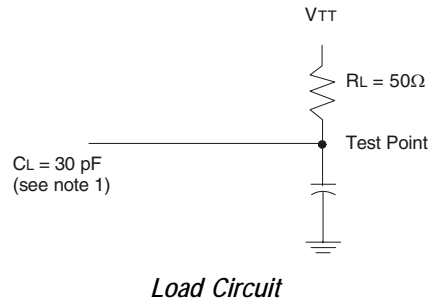 VTT
RL = 50Ω
Test Point
CL = 30 pF
(see note 1)
Load Circuit